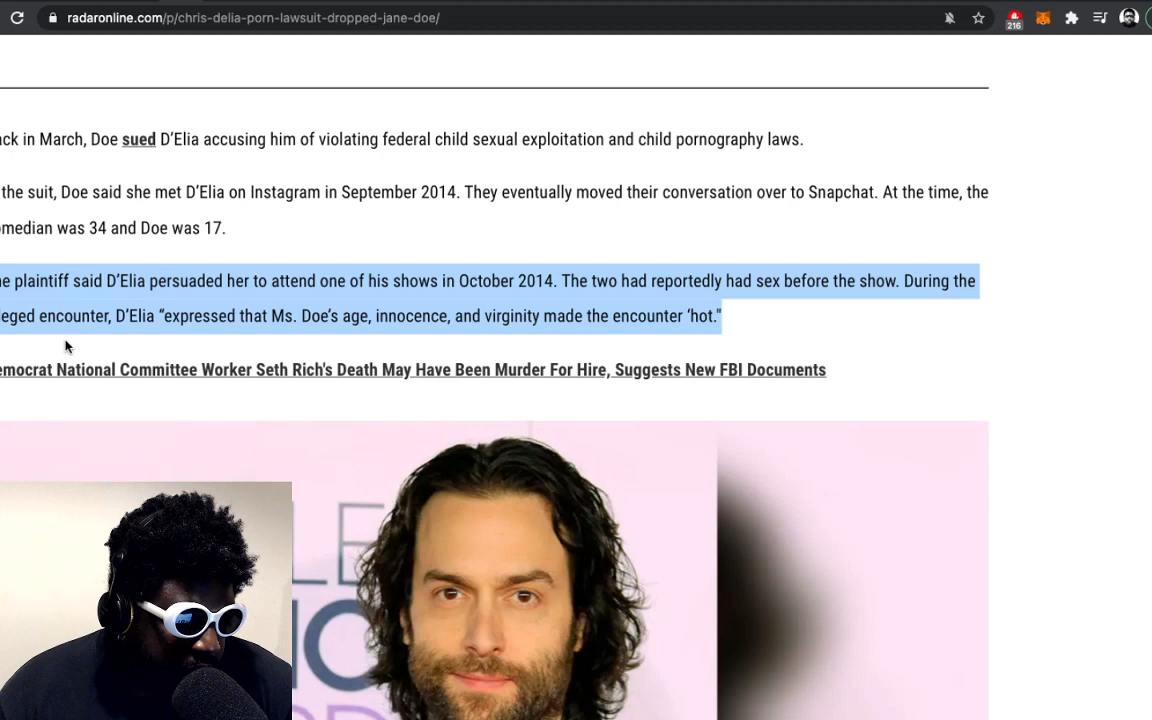 radaronline.com/p/chris-delia-porn-lawsuit-dropped-jane-doe/
216
in March, Doe sued D’Elia accusing him of violating federal child sexual exploitation and child pornography laws.
the suit, Doe said she met D’Elia on Instagram in September 2014. They eventually moved their conversation over to Snapchat. At the time, the
was 34 and Doe was 17.
plaintiff said D’Elia persuaded her to attend one of his shows in October 2014. The two had reportedly had sex before the show. During the
encounter, D’Elia “expressed that Ms. Doe’s age, innocence, and virginity made the encounter ‘hot.”
National Committee Worker Seth Rich's Death May Have Been Murder For Hire, Suggests New FBI Documents